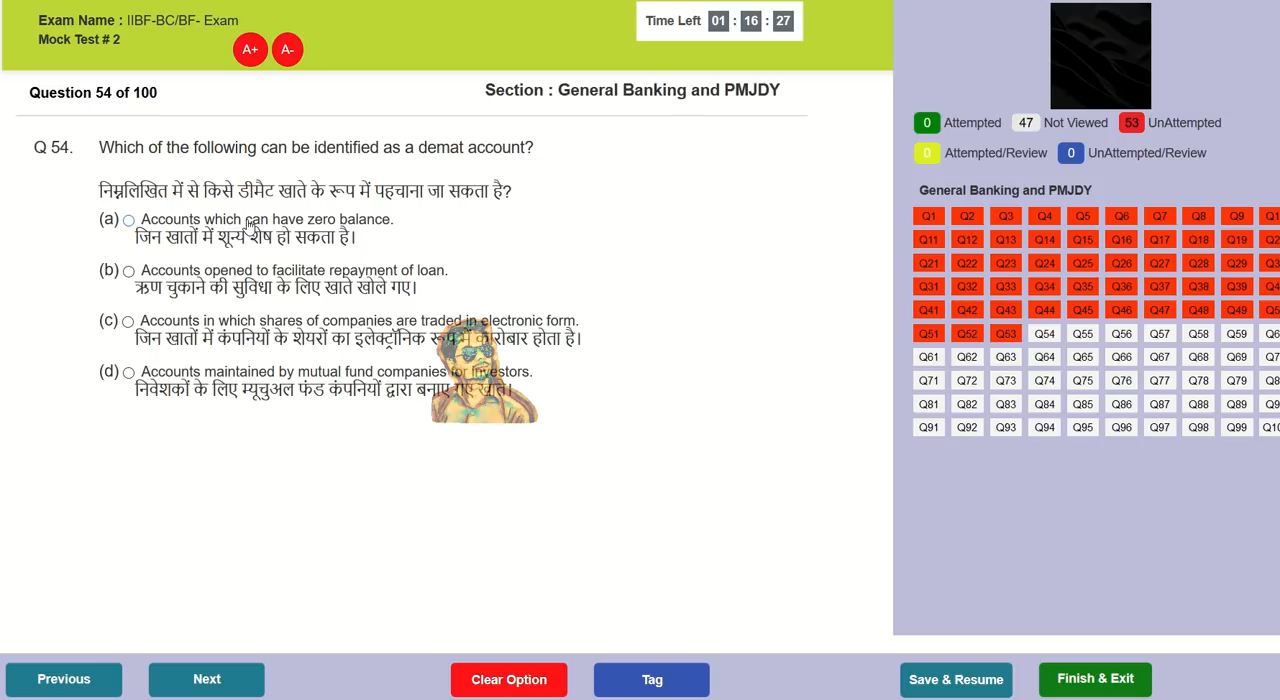 Exam Name : IIBF-BC/BF- Exam
Mock Test # 2
A+ A-
Time Left 01 : 16 : 27
Question 54 of 100
Section : General Banking and PMJDY
Q 54. Which of the following can be identified as a demat account?
निम्नलिखित में से किसे डीमैट खाते के रूप में पहचाना जा सकता है?
(a) Accounts which can have zero balance.
जिन खातों में शून्य शेष हो सकता है।
(b) Accounts opened to facilitate repayment of loan.
ऋण चुकाने की सुविधा के लिए खाते खोले गए।
(c) Accounts in which shares of companies are traded in electronic form.
जिन खातों में कंपनियों के शेयरों का इलेक्ट्रॉनिक रूप में कारोबार होता है।
(d) Accounts maintained by mutual fund companies for investors.
निवेशकों के लिए म्यूचुअल फंड कंपनियों द्वारा बनाए गए खाते।
0 Attempted 47 Not Viewed 53 UnAttempted
0 Attempted/Review 0 UnAttempted/Review
General Banking and PMJDY
Q1 Q2 Q3 Q4 Q5 Q6 Q7 Q8 Q9
Q11 Q12 Q13 Q14 Q15 Q16 Q17 Q18 Q19
Q21 Q22 Q23 Q24 Q25 Q26 Q27 Q28 Q29
Q31 Q32 Q33 Q34 Q35 Q36 Q37 Q38 Q39
Q41 Q42 Q43 Q44 Q45 Q46 Q47 Q48 Q49
Q51 Q52 Q53 Q54 Q55 Q56 Q57 Q58 Q59
Q61 Q62 Q63 Q64 Q65 Q66 Q67 Q68 Q69
Q71 Q72 Q73 Q74 Q75 Q76 Q77 Q78 Q79
Q81 Q82 Q83 Q84 Q85 Q86 Q87 Q88 Q89
Q91 Q92 Q93 Q94 Q95 Q96 Q97 Q98 Q99
Previous Next Clear Option Tag Save & Resume Finish & Exit